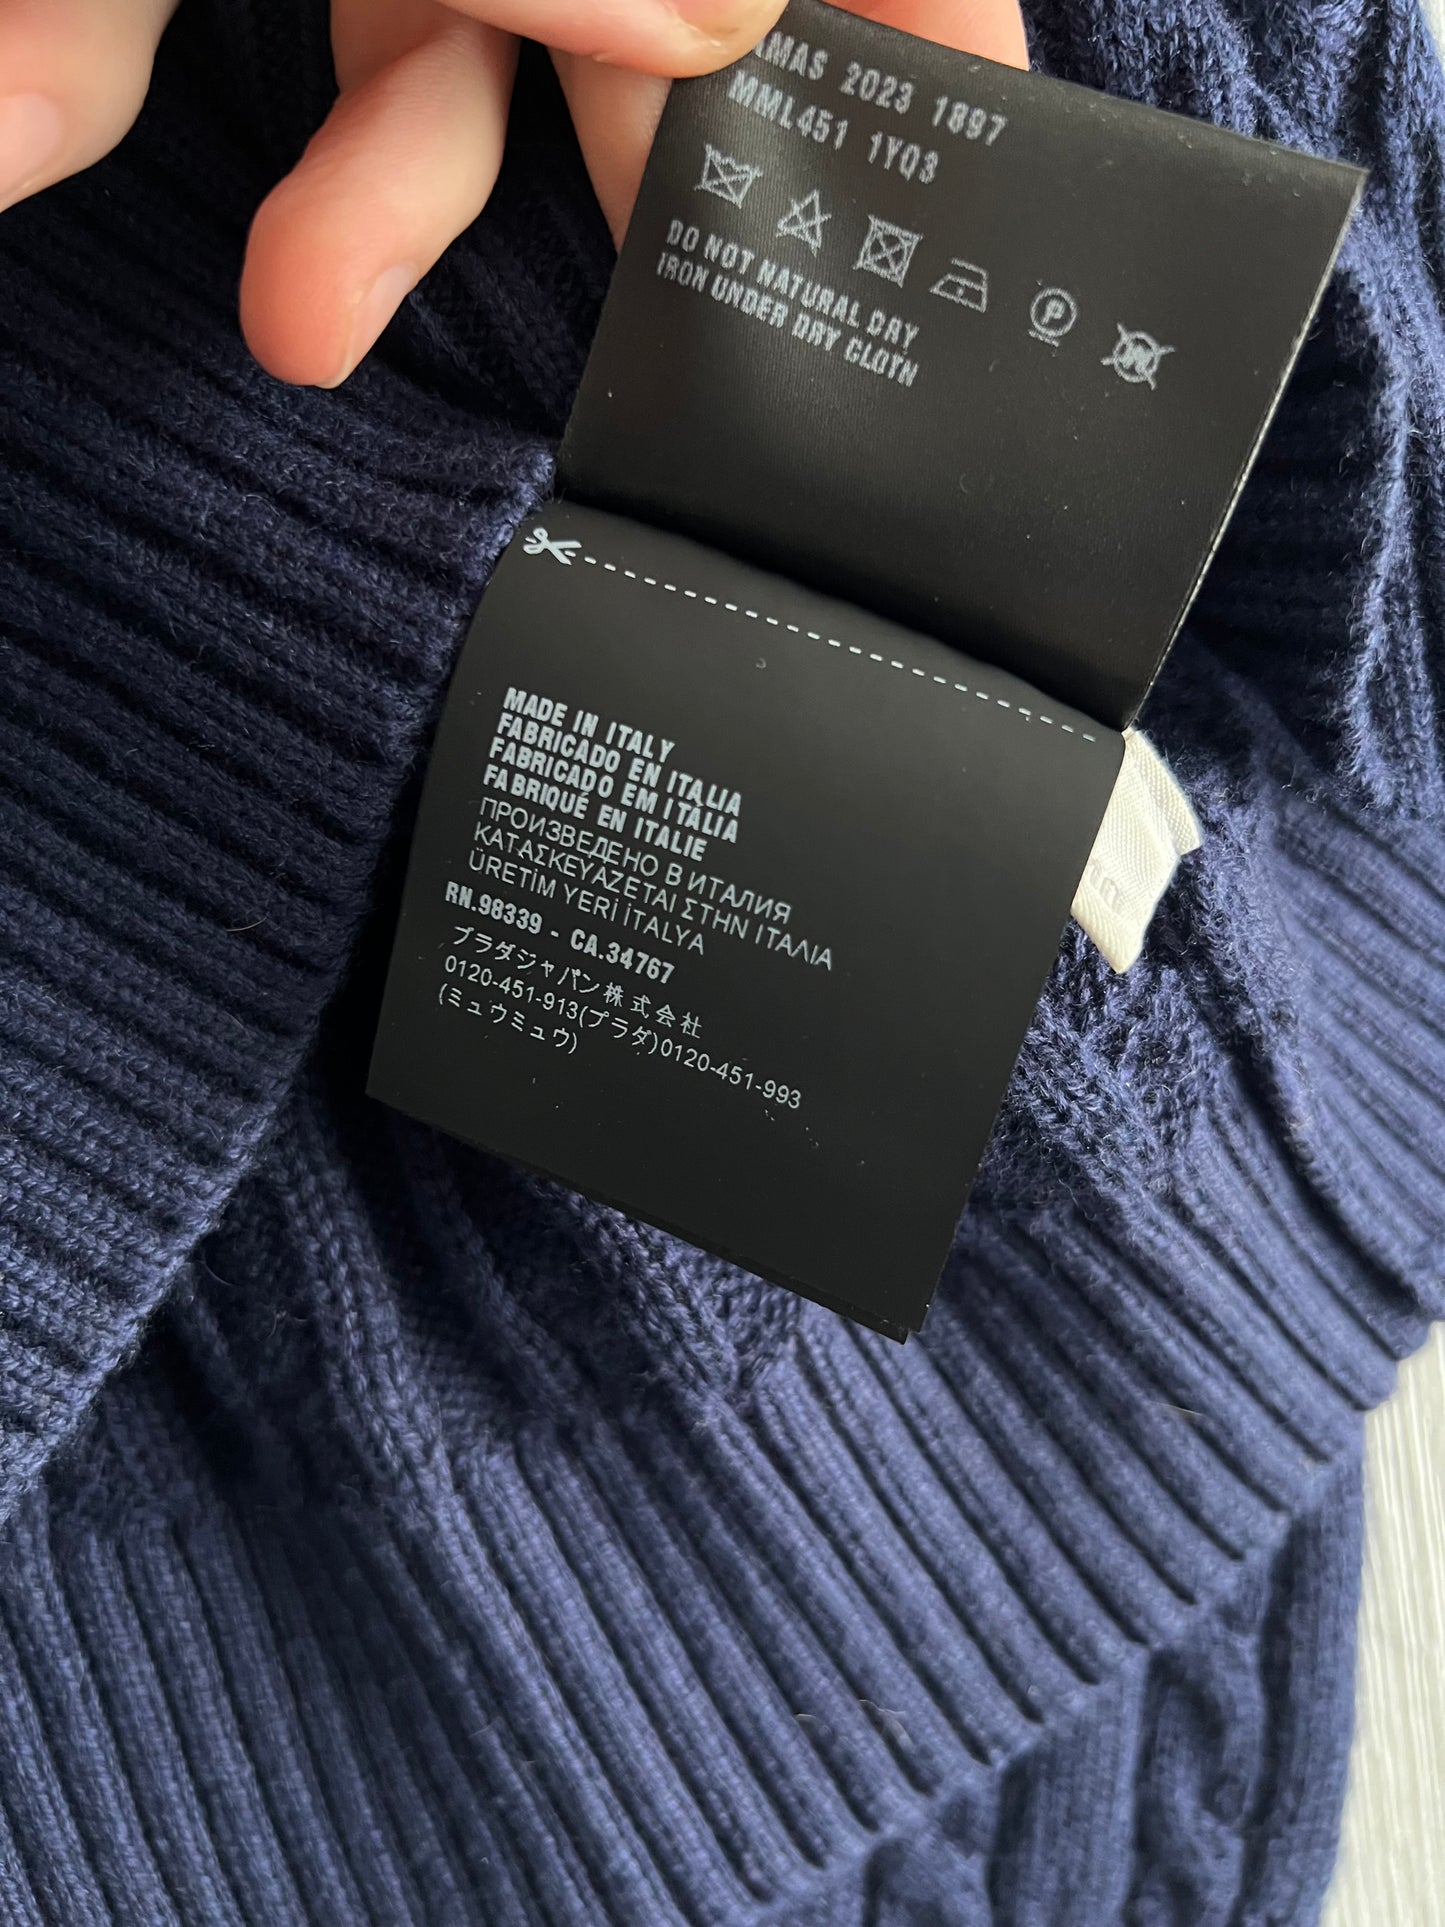 AMAS 2023 1897
MML451 1YQ3
DO NOT NATURAL DAY
IRON UNDER DRY CLOTN
MADE IN ITALY
FABRICADO EN ITALIA
FABRICADO EM ITÀLIA
FABRIQUÉ EN ITALIE
ПРОИЗВЕДЕНО В ИТАЛИЯ
ΚΑΤΑΣΚΕΥΑΖΕΤΑΙ ΣΤΗΝ ΙΤΑΛΙΑ
ÜRETİM YERİ İTALYA
RN.98339 - CA.34767
プラダジャパン株式会社
0120-451-913(プラダ)0120-451-993
(ミュウミュウ)